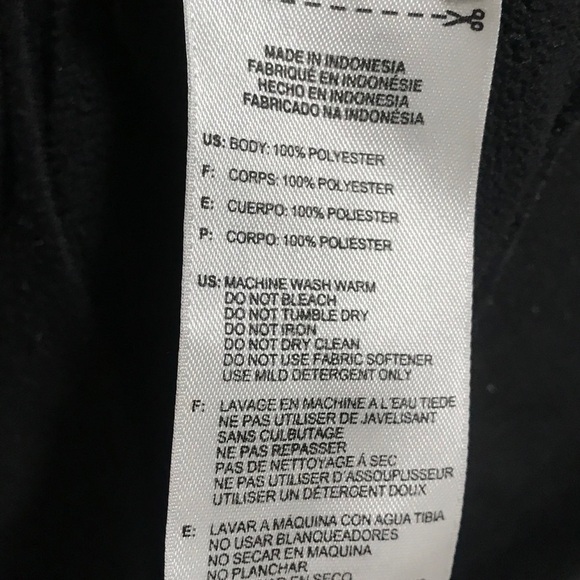 MADE IN INDONESIA
FABRIQUÉ EN INDONÉSIE
HECHO EN INDONESIA
FABRICADO NA INDONÉSIA
US: BODY: 100% POLYESTER
F: CORPS: 100% POLYESTER
E: CUERPO: 100% POLIESTER
P: CORPO: 100% POLIESTER
US: MACHINE WASH WARM
DO NOT BLEACH
DO NOT TUMBLE DRY
DO NOT IRON
DO NOT DRY CLEAN
DO NOT USE FABRIC SOFTENER
USE MILD DETERGENT ONLY
F: LAVAGE EN MACHINE A L'EAU TIEDE
NE PAS UTILISER DE JAVELISANT
SANS CULBUTAGE
NE PAS REPASSER
PAS DE NETTOYAGE Á SEC
NE PAS UTILISER D'ASSOUPLISSEUR
UTILISER UN DÉTERGENT DOUX
E: LAVAR A MÁQUINA CON AGUA TIBIA
NO USAR BLANQUEADORES
NO SECAR EN MAQUINA
NO PLANCHAR
EN SECO